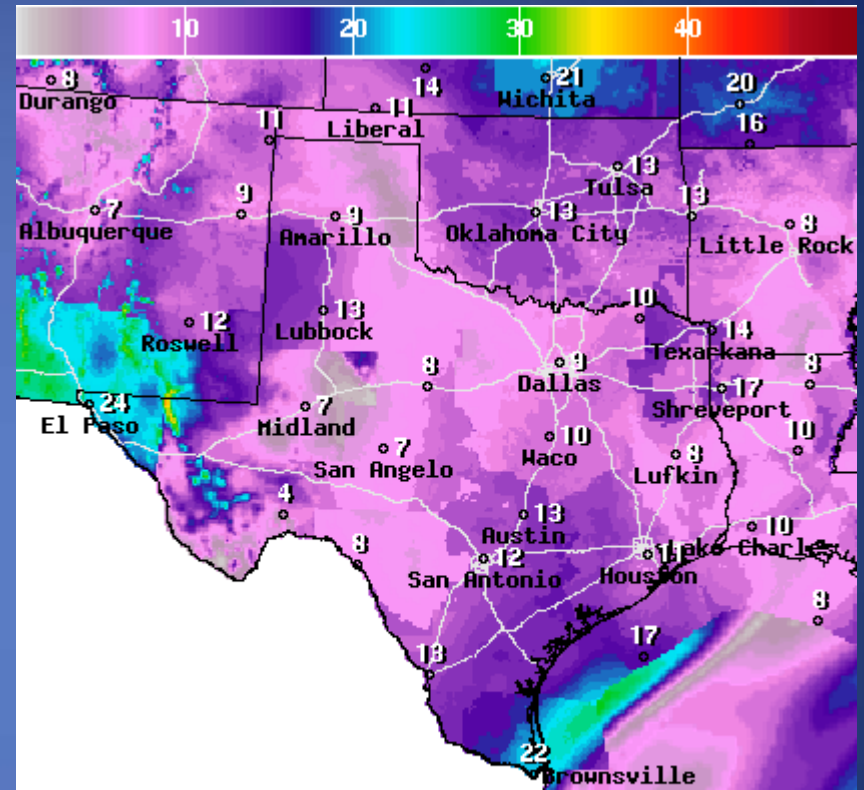 10 20 30 40
8
Durango
14
21
Wichita
20
11
Liberal
11
16
13
Tulsa
7
Albuquerque
9
9
Amarillo
13
Oklahoma City
13
8
Little Rock
12
Roswell
13
Lubbock
10
14
Texarkana
9
Dallas
8
17
Shreveport
8
24
El Paso
7
Midland
7
San Angelo
10
Waco
8
Lufkin
10
4
13
Austin
10
Lake Charles
8
12
San Antonio
11
Houston
8
13
17
22
Brownsville